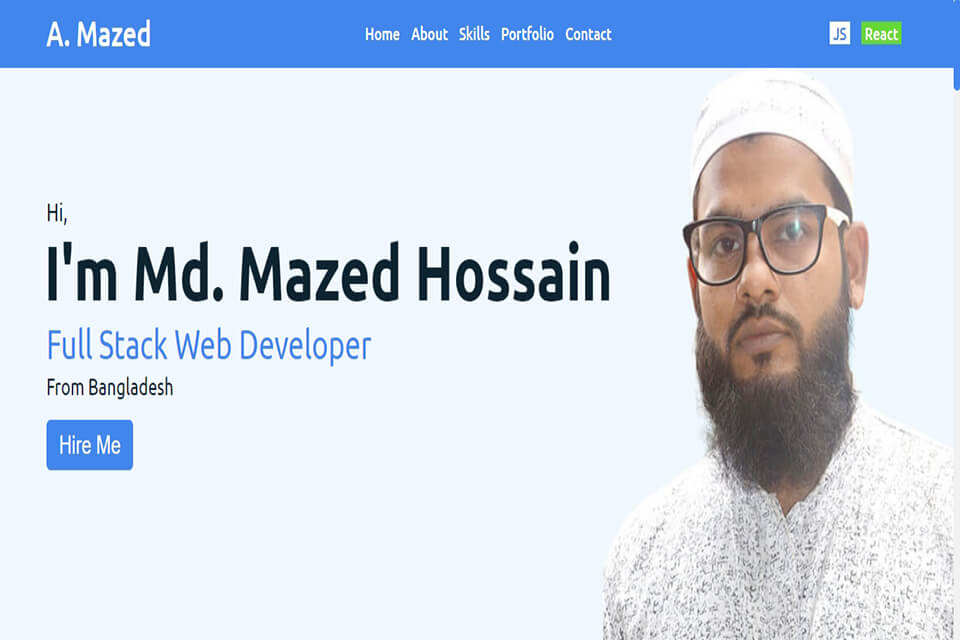 A. Mazed
Home About Skills Portfolio Contact
JS React
Hi,
I'm Md. Mazed Hossain
Full Stack Web Developer
From Bangladesh
Hire Me